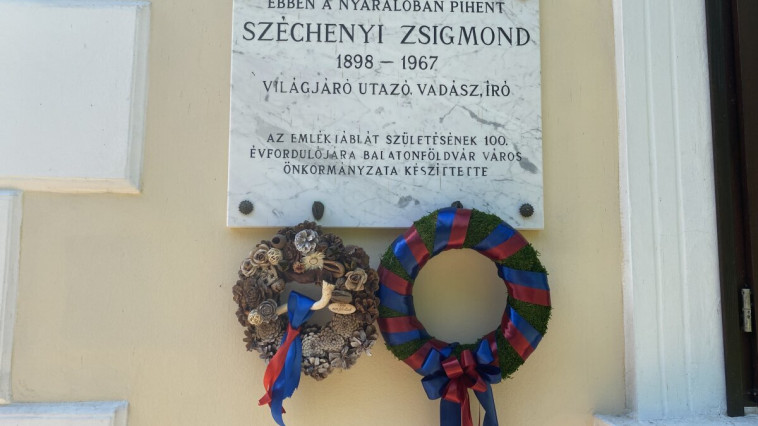 EBBEN A NYARALÓBAN PIHENT
SZÉCHENYI ZSIGMOND
1898 – 1967
VILÁGJÁRÓ UTAZÓ, VADÁSZ, ÍRÓ
AZ EMLÉKTÁBLÁT SZÜLETÉSÉNEK 100.
ÉVFORDULÓJÁRA BALATONFÖLDVÁR VÁROS
ÖNKORMÁNYZATA KÉSZÍTTETTE